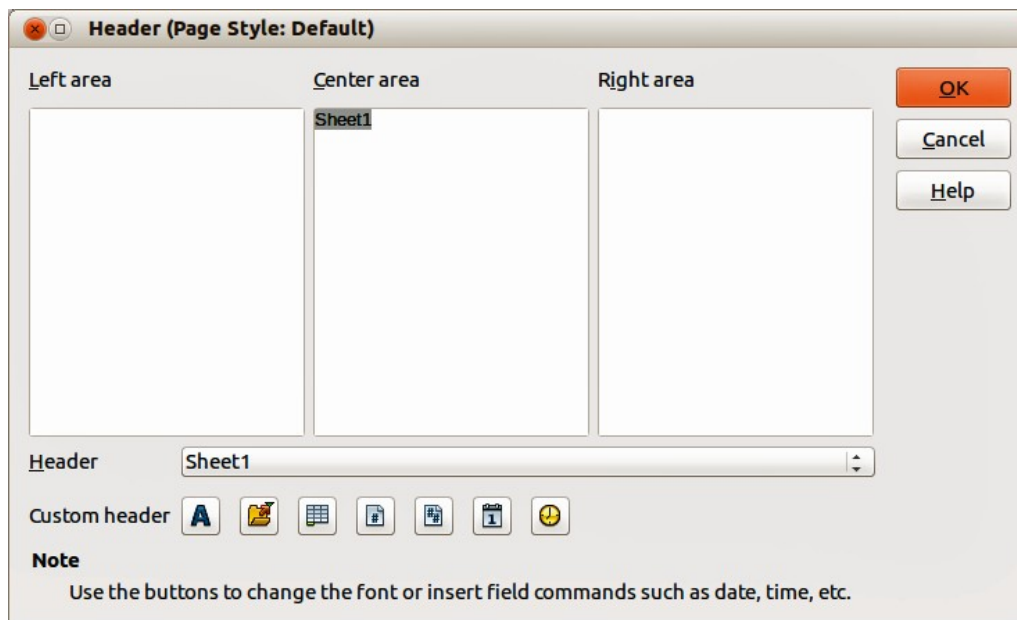 Header (Page Style: Default)
Left area
Center area
Right area
OK
Sheet1
Cancel
Help
Header
Sheet1
Custom header
A
#
#
#
1
Note
Use the buttons to change the font or insert field commands such as date, time, etc.